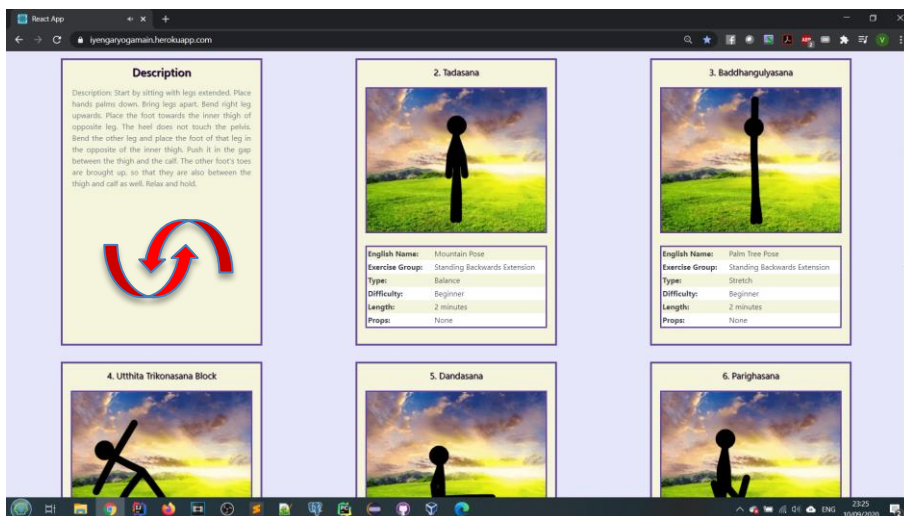 React App
iyengaryogamain.herokuapp.com
Description
Description: Start by sitting with legs extended. Place
hands palms down. Bring legs apart. Bend right leg
upwards. Place the foot towards the inner thigh of
opposite leg. The heel does not touch the pelvis.
Bend the other leg and place the foot of that leg in
the opposite of the inner thigh. Push it in the gap
between the thigh and the calf. The other foot's toes
are brought up, so that they are also between the
thigh and calf as well. Relax and hold.
2. Tadasana
English Name: Mountain Pose
Exercise Group: Standing Backwards Extension
Type: Balance
Difficulty: Beginner
Length: 2 minutes
Props: None
3. Baddhangulyasana
English Name: Palm Tree Pose
Exercise Group: Standing Backwards Extension
Type: Stretch
Difficulty: Beginner
Length: 2 minutes
Props: None
4. Utthita Trikonasana Block
5. Dandasana
6. Parighasana
ENG
23:25
10/09/2020